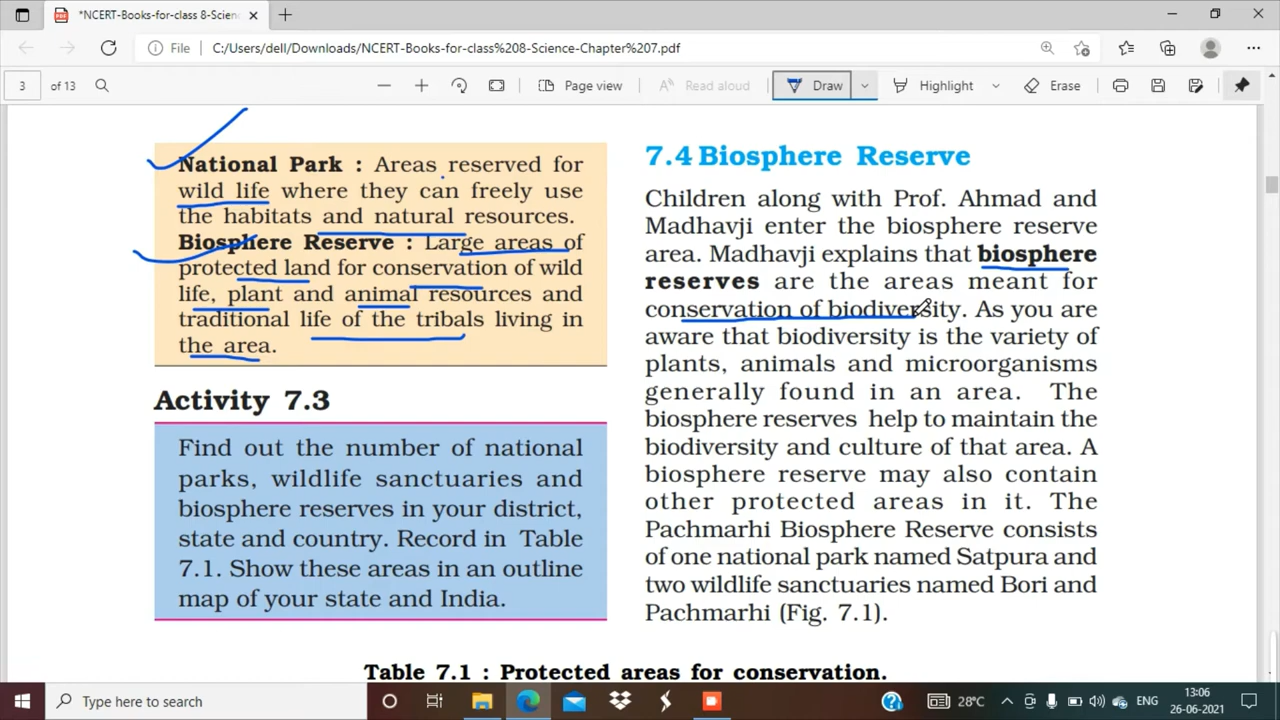 *NCERT-Books-for-class 8-Scien
File
C:/Users/dell/Downloads/NCERT-Books-for-class%208-Science-Chapter%207.pdf
3
of 13
Page view
Read aloud
Draw
Highlight
Erase
National Park : Areas reserved for
wild life where they can freely use
the habitats and natural resources.
Biosphere Reserve : Large areas of
protected land for conservation of wild
life, plant and animal resources and
traditional life of the tribals living in
the area.
Activity 7.3
Find out the number of national
parks, wildlife sanctuaries and
biosphere reserves in your district,
state and country. Record in Table
7.1. Show these areas in an outline
map of your state and India.
7.4 Biosphere Reserve
Children along with Prof. Ahmad and
Madhavji enter the biosphere reserve
area. Madhavji explains that biosphere
reserves are the areas meant for
conservation of biodiversity. As you are
aware that biodiversity is the variety of
plants, animals and microorganisms
generally found in an area. The
biosphere reserves help to maintain the
biodiversity and culture of that area. A
biosphere reserve may also contain
other protected areas in it. The
Pachmarhi Biosphere Reserve consists
of one national park named Satpura and
two wildlife sanctuaries named Bori and
Pachmarhi (Fig. 7.1).
Table 7.1 : Protected areas for conservation.
Type here to search
28°C
ENG
13:06
26-06-2021